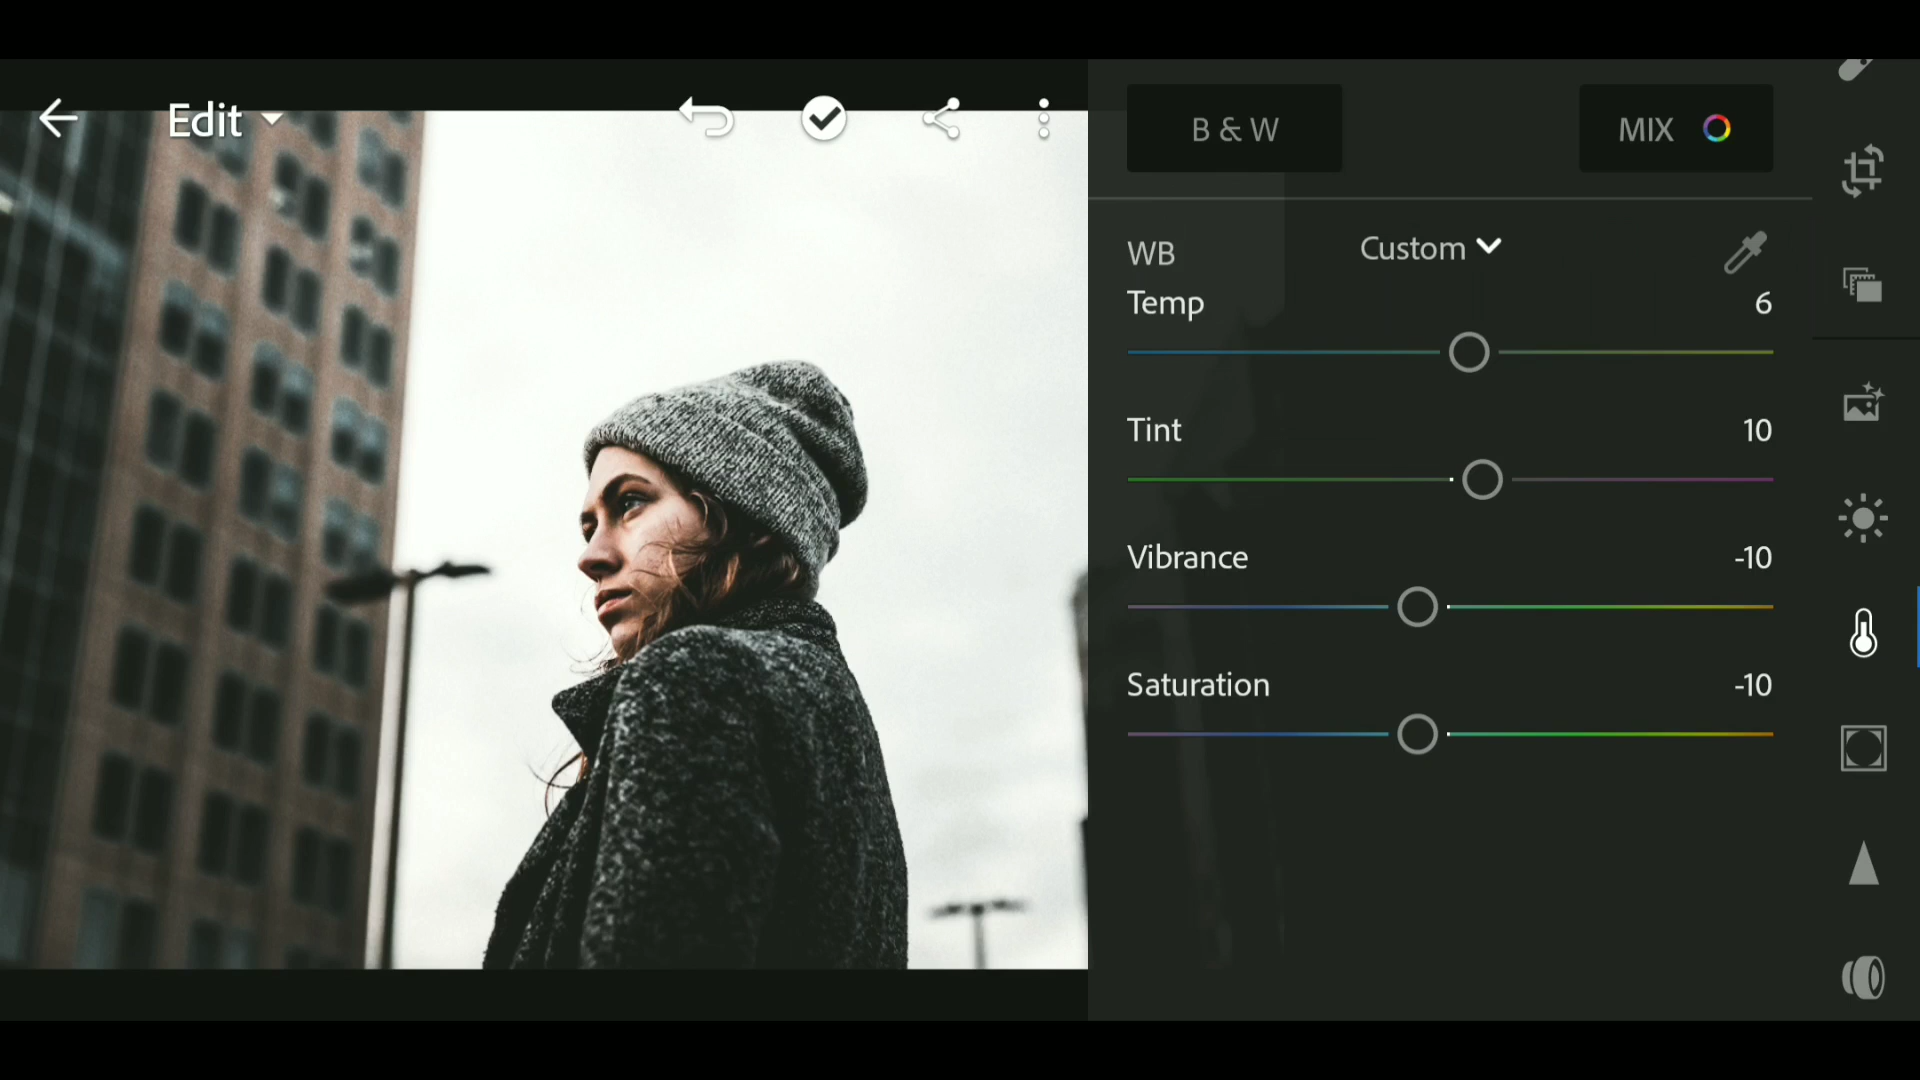 Edit
B & W
MIX
WB
Custom
Temp
6
Tint
10
Vibrance
-10
Saturation
-10